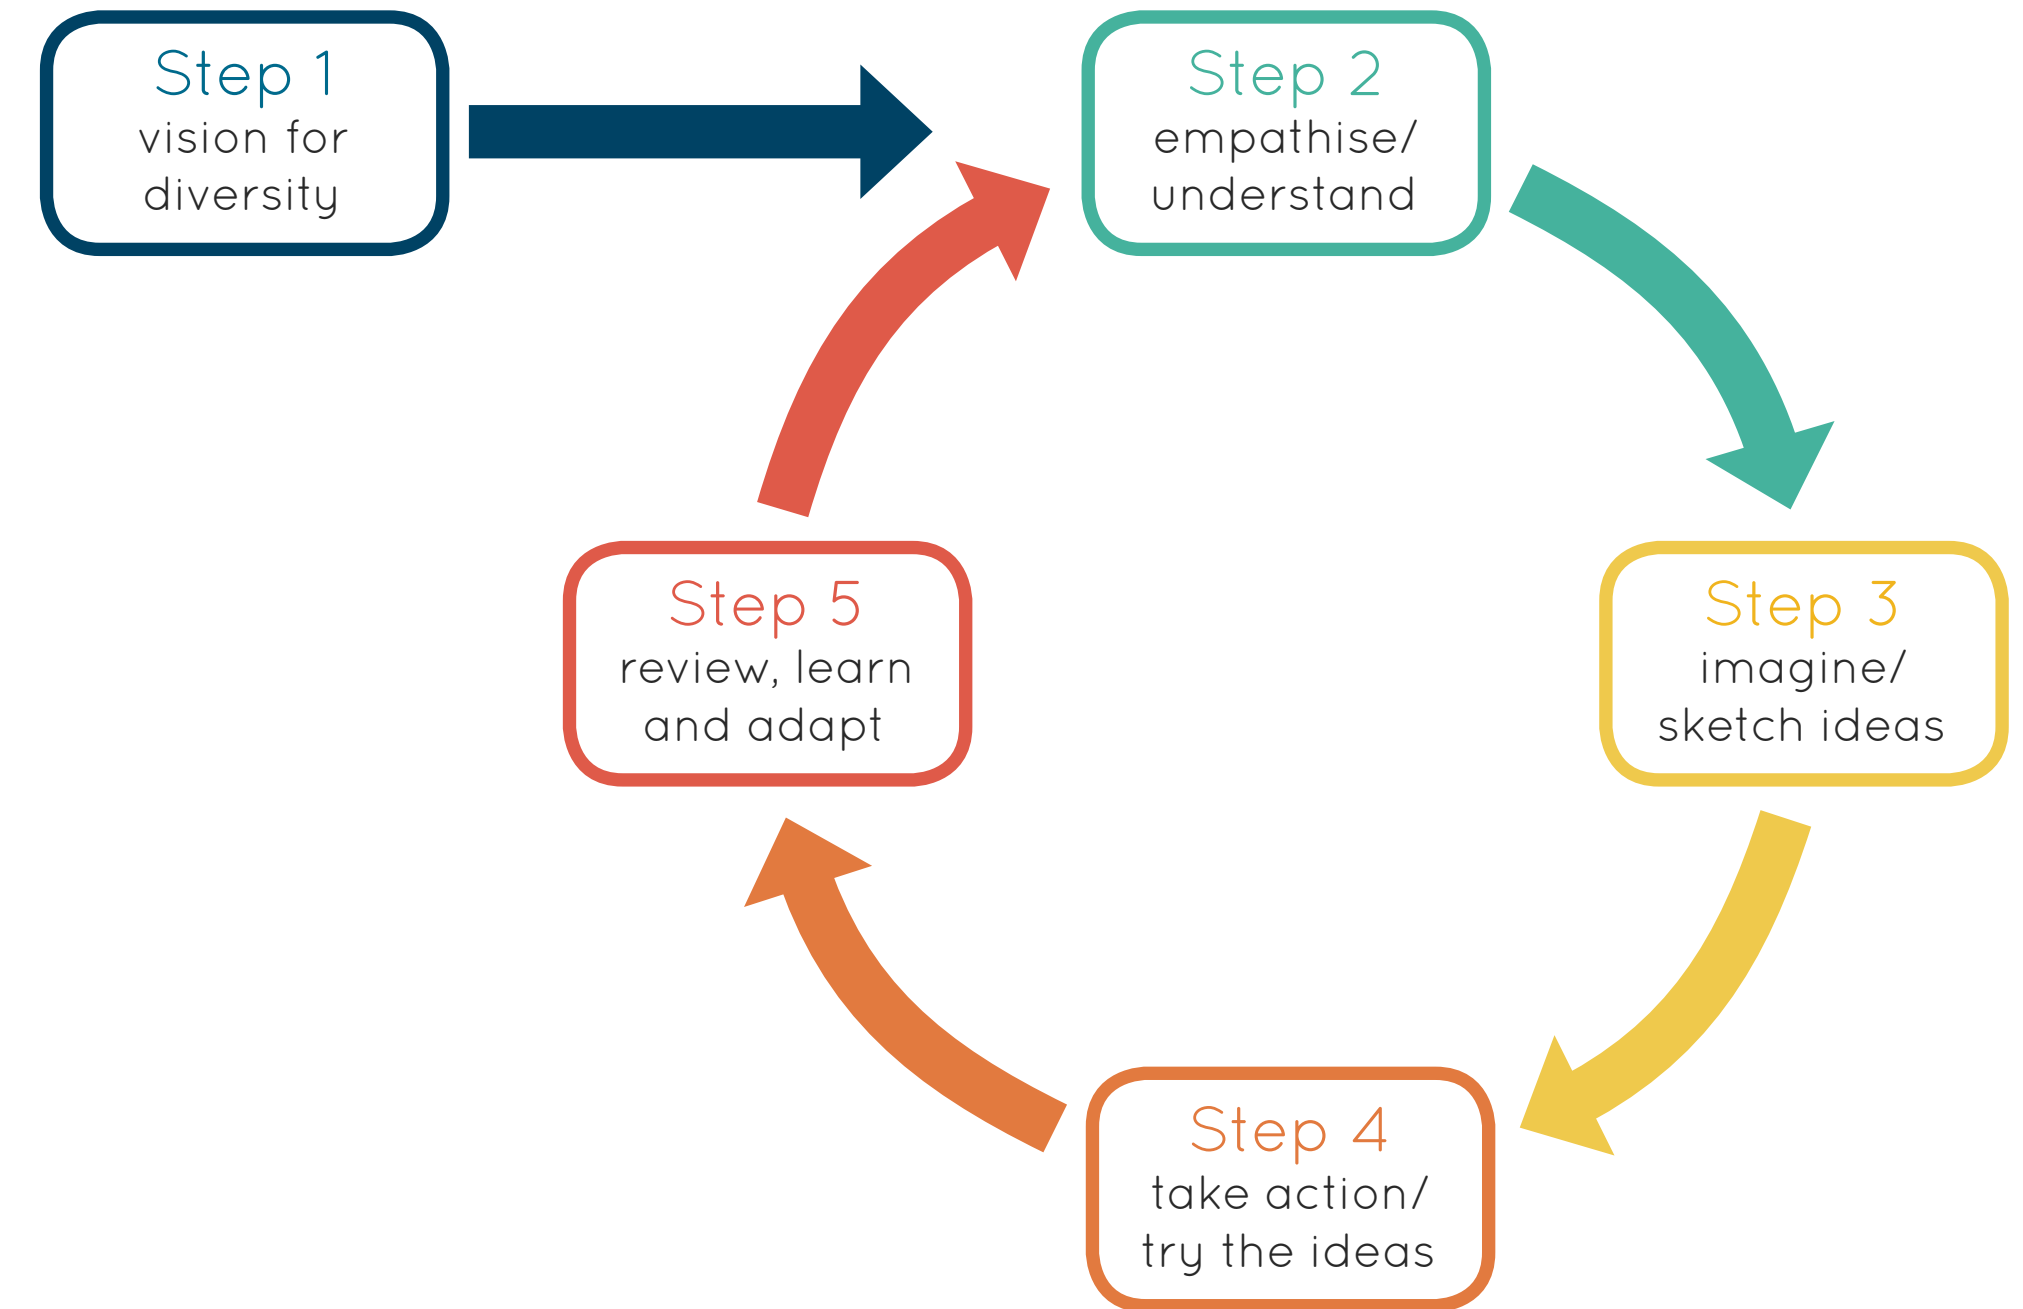 Step 1
vision for
diversity
Step 2
empathise/
understand
Step 3
imagine/
sketch ideas
Step 4
take action/
try the ideas
Step 5
review, learn
and adapt